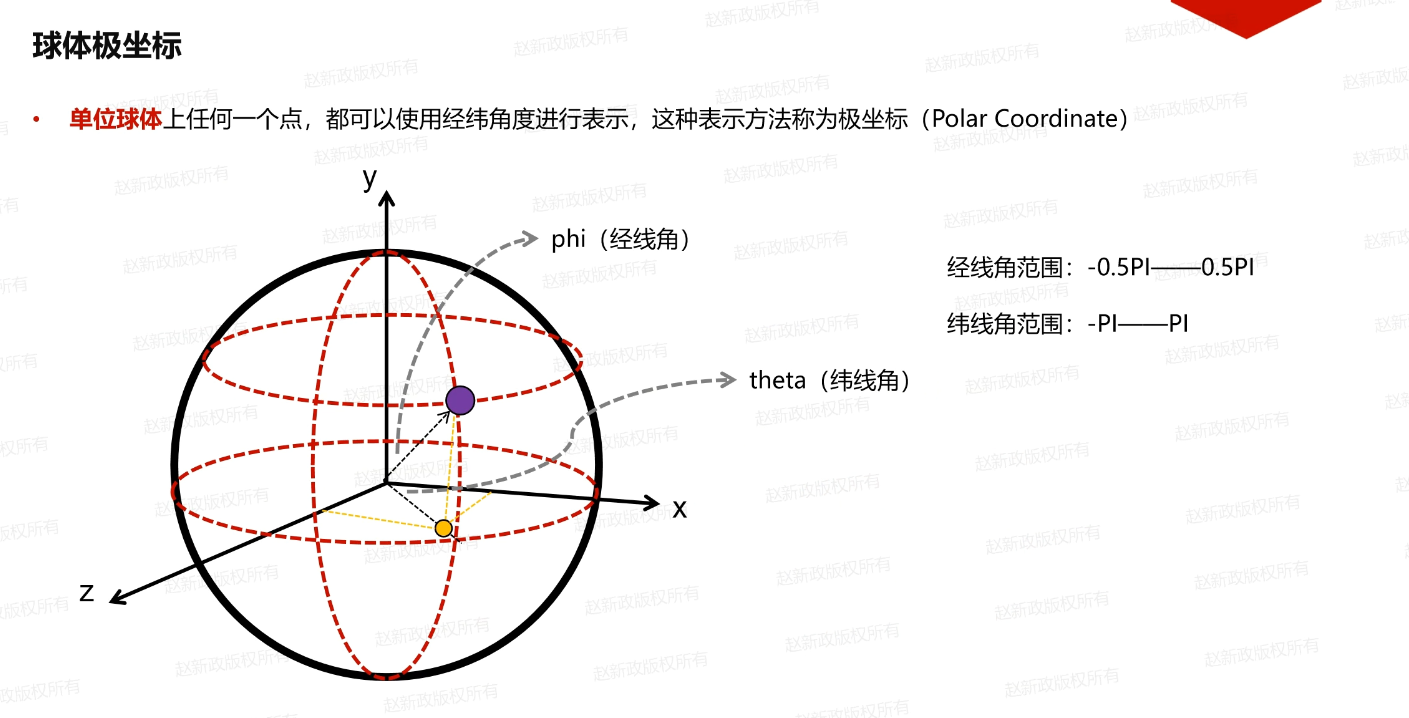 球体极坐标
• 单位球体上任何一个点，都可以使用经纬角度进行表示，这种表示方法称为极坐标（Polar Coordinate）
y
phi（经线角）
经线角范围：-0.5PI——0.5PI
纬线角范围：-PI——PI
theta（纬线角）
x
z
赵新政版权所有